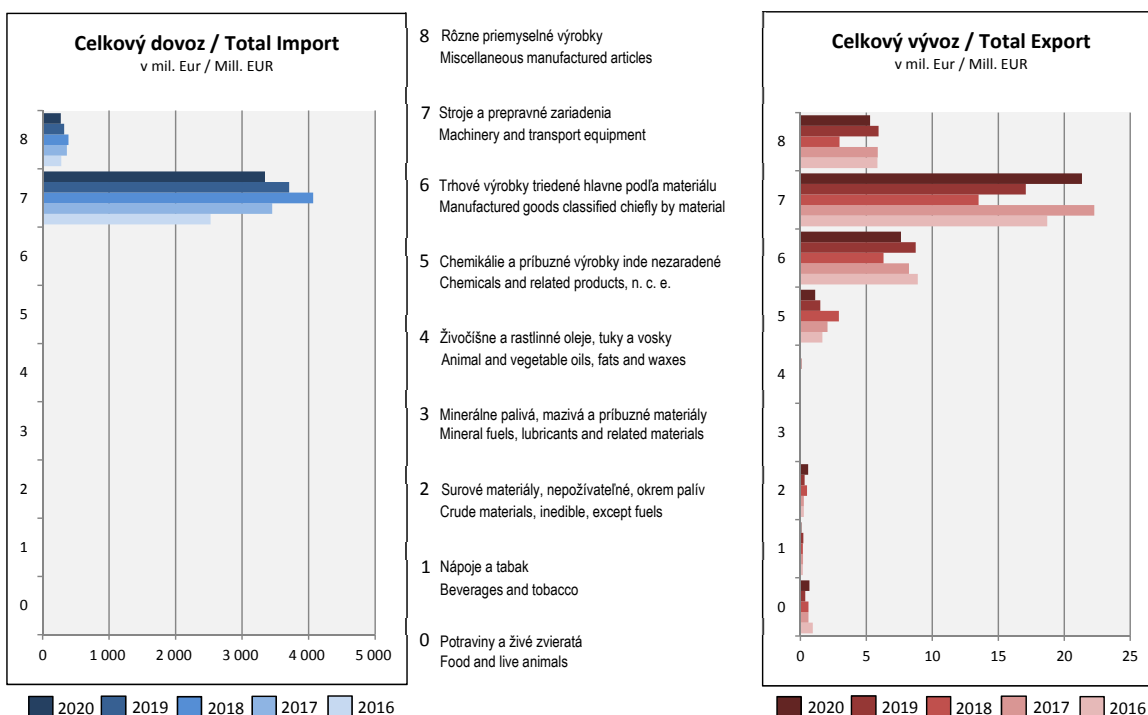 Celkový dovoz / Total Import
v mil. Eur / Mill. EUR
8
7
6
5
4
3
2
1
0
0 1 000 2 000 3 000 4 000 5 000
2020 2019 2018 2017 2016
8 Rôzne priemyselné výrobky
Miscellaneous manufactured articles
7 Stroje a prepravné zariadenia
Machinery and transport equipment
6 Trhové výrobky triedené hlavne podľa materiálu
Manufactured goods classified chiefly by material
5 Chemikálie a príbuzné výrobky inde nezaradené
Chemicals and related products, n. c. e.
4 Živočíšne a rastlinné oleje, tuky a vosky
Animal and vegetable oils, fats and waxes
3 Minerálne palivá, mazivá a príbuzné materiály
Mineral fuels, lubricants and related materials
2 Surové materiály, nepožívateľné, okrem palív
Crude materials, inedible, except fuels
1 Nápoje a tabak
Beverages and tobacco
0 Potraviny a živé zvieratá
Food and live animals
Celkový vývoz / Total Export
v mil. Eur / Mill. EUR
8
7
6
5
4
3
2
1
0
0 5 10 15 20 25
2020 2019 2018 2017 2016